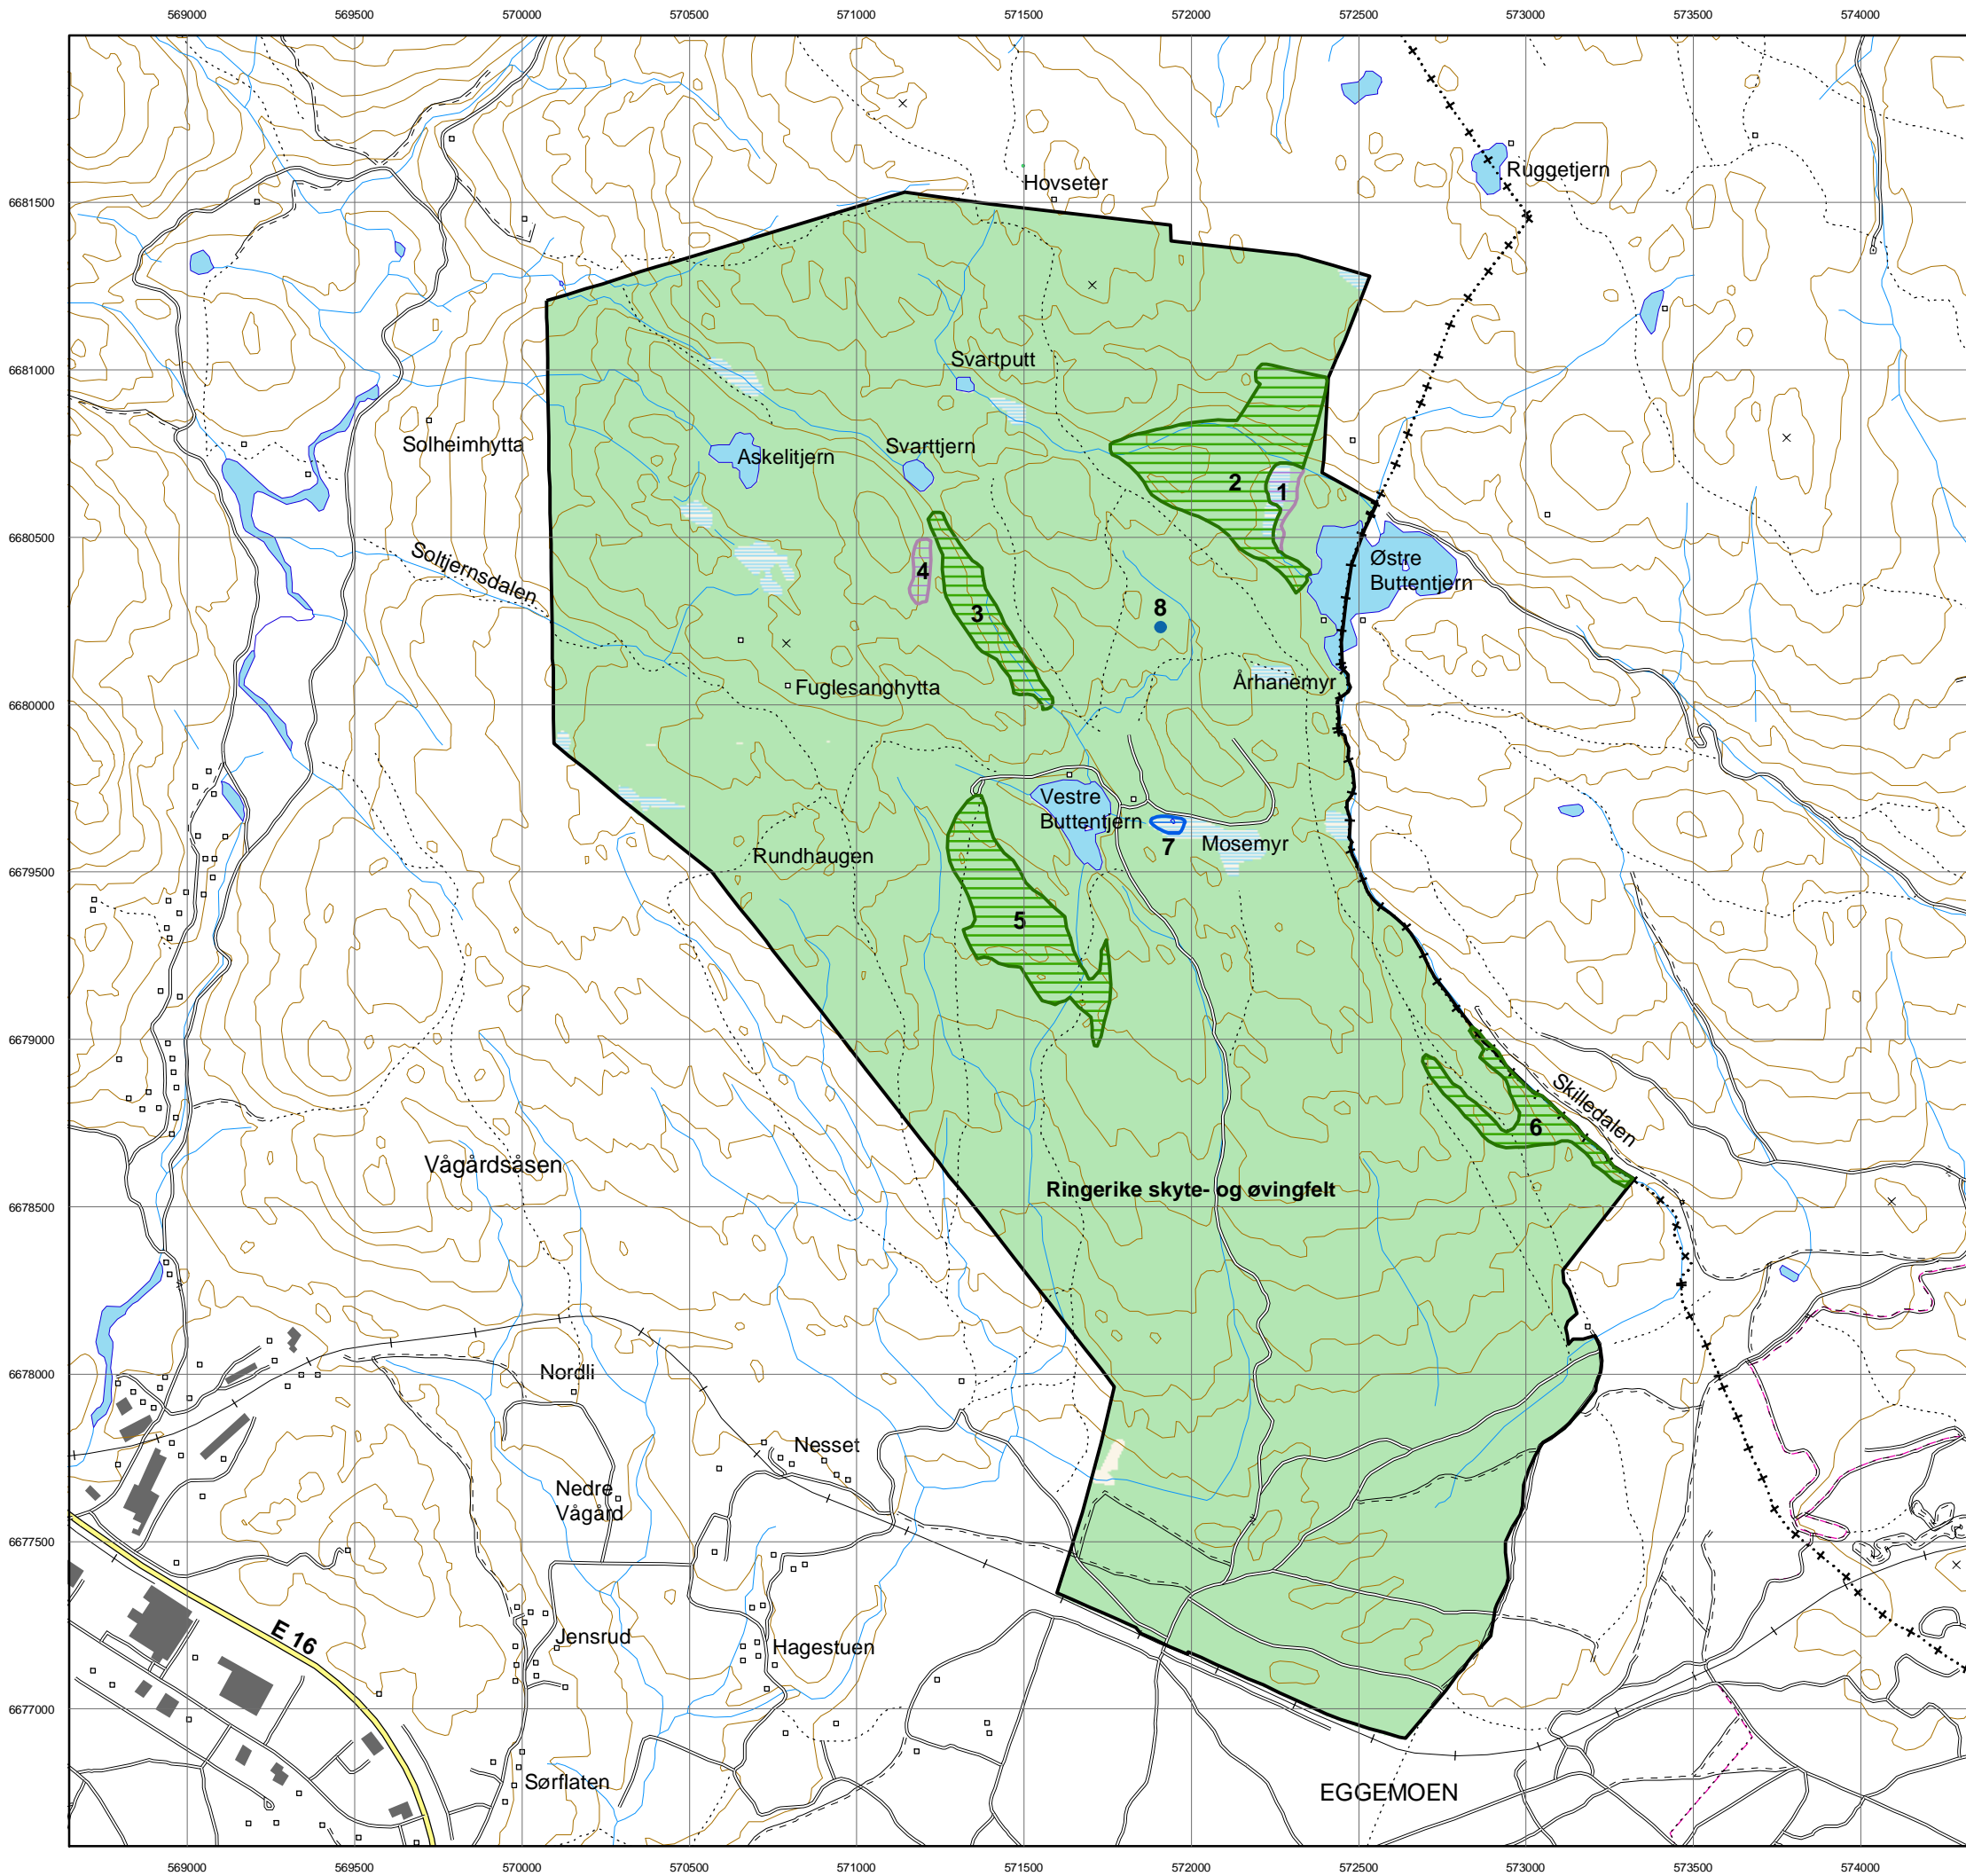 569000 569500 570000 570500 571000 571500 572000 572500 573000 573500 574000
Ruggetjern
Hovseter
6681500
Svartputt
6681000
Solheimhytta
Svarttjern
Askelitjern
2
1
6680500
Østre
Buttentjern
Soltjernsdalen
4
3
8
Århanemyr
Fuglesanghytta
6680000
Vestre
Buttentjern
Mosemyr
7
Rundhaugen
6679500
5
6679000
Skilledalen
6
Vågårdsåsen
Ringerike skyte- og øvingfelt
6678500
Nordli
6678000
Nesset
Nedre
Vågård
6677500
E 16
Jensrud
Hagestuen
6677000
Sørflaten
EGGEMOEN
569000 569500 570000 570500 571000 571500 572000 572500 573000 573500 574000